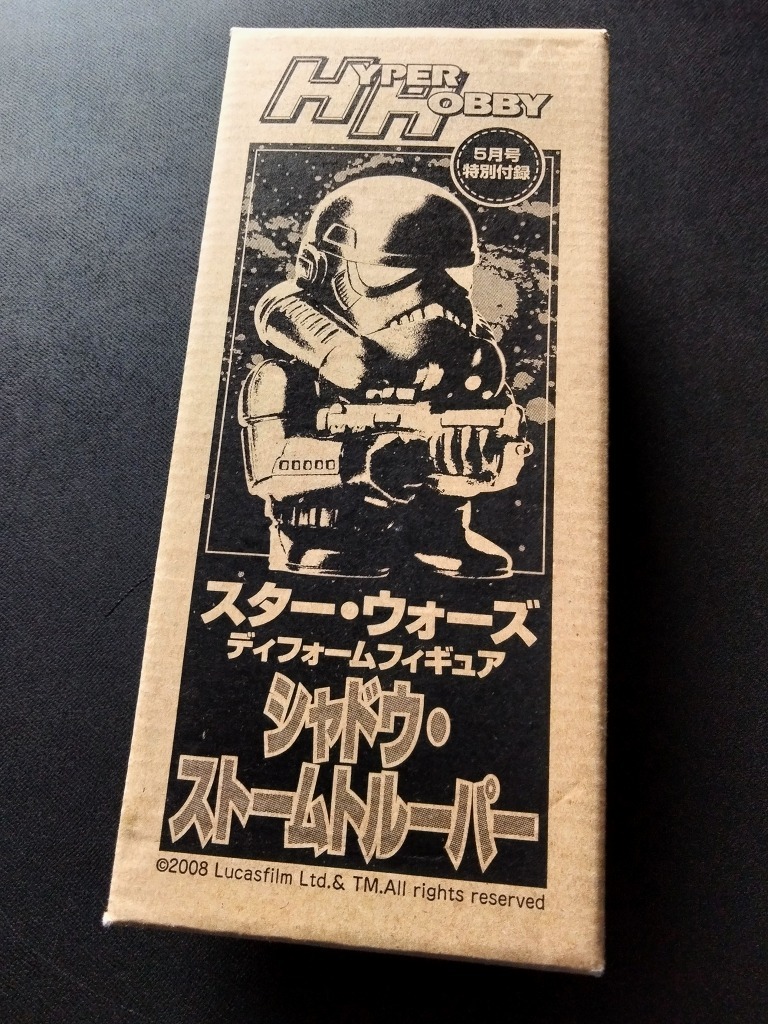 HYPER HOBBY
5月号
特別付録
スター・ウォーズ
ディフォームフィギュア
シャドウ・
ストームトルーパー
©2008 Lucasfilm Ltd.& TM.All rights reserved